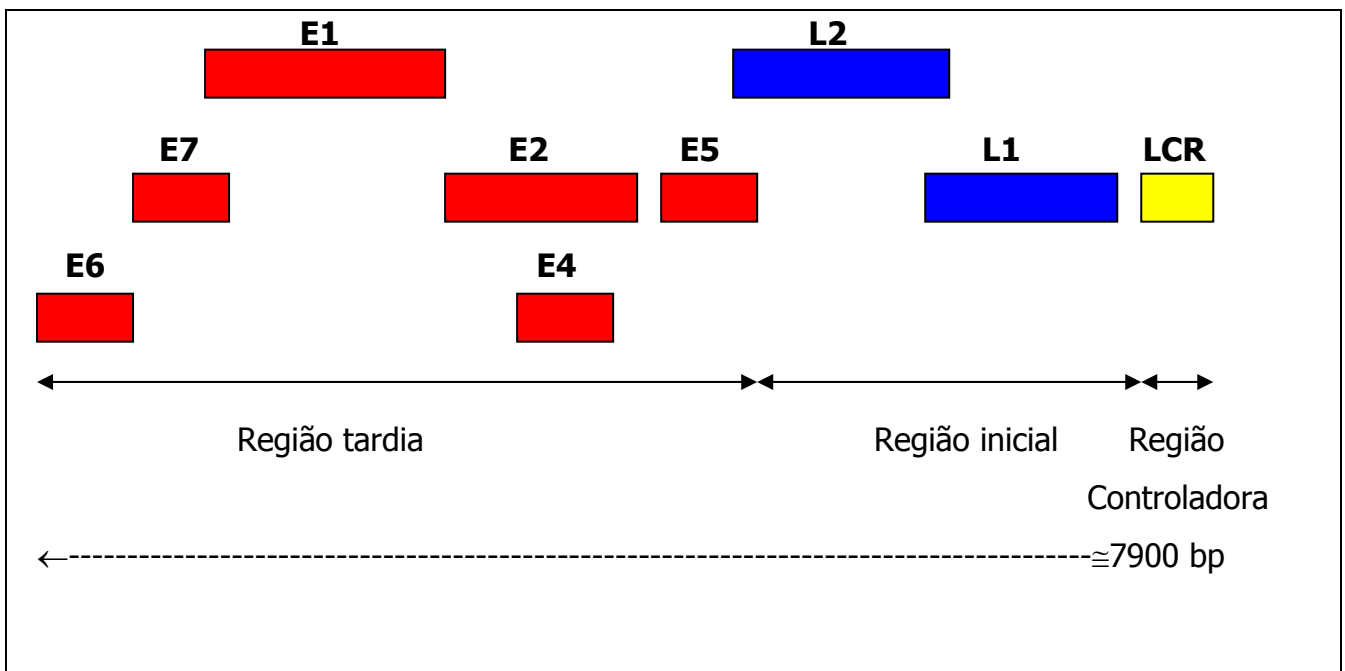 E1 L2
E7 E2 E5 L1 LCR
E6 E4
Região tardia Região inicial Região
Controladora
←-----------------------------------------------------------------------≅7900 bp